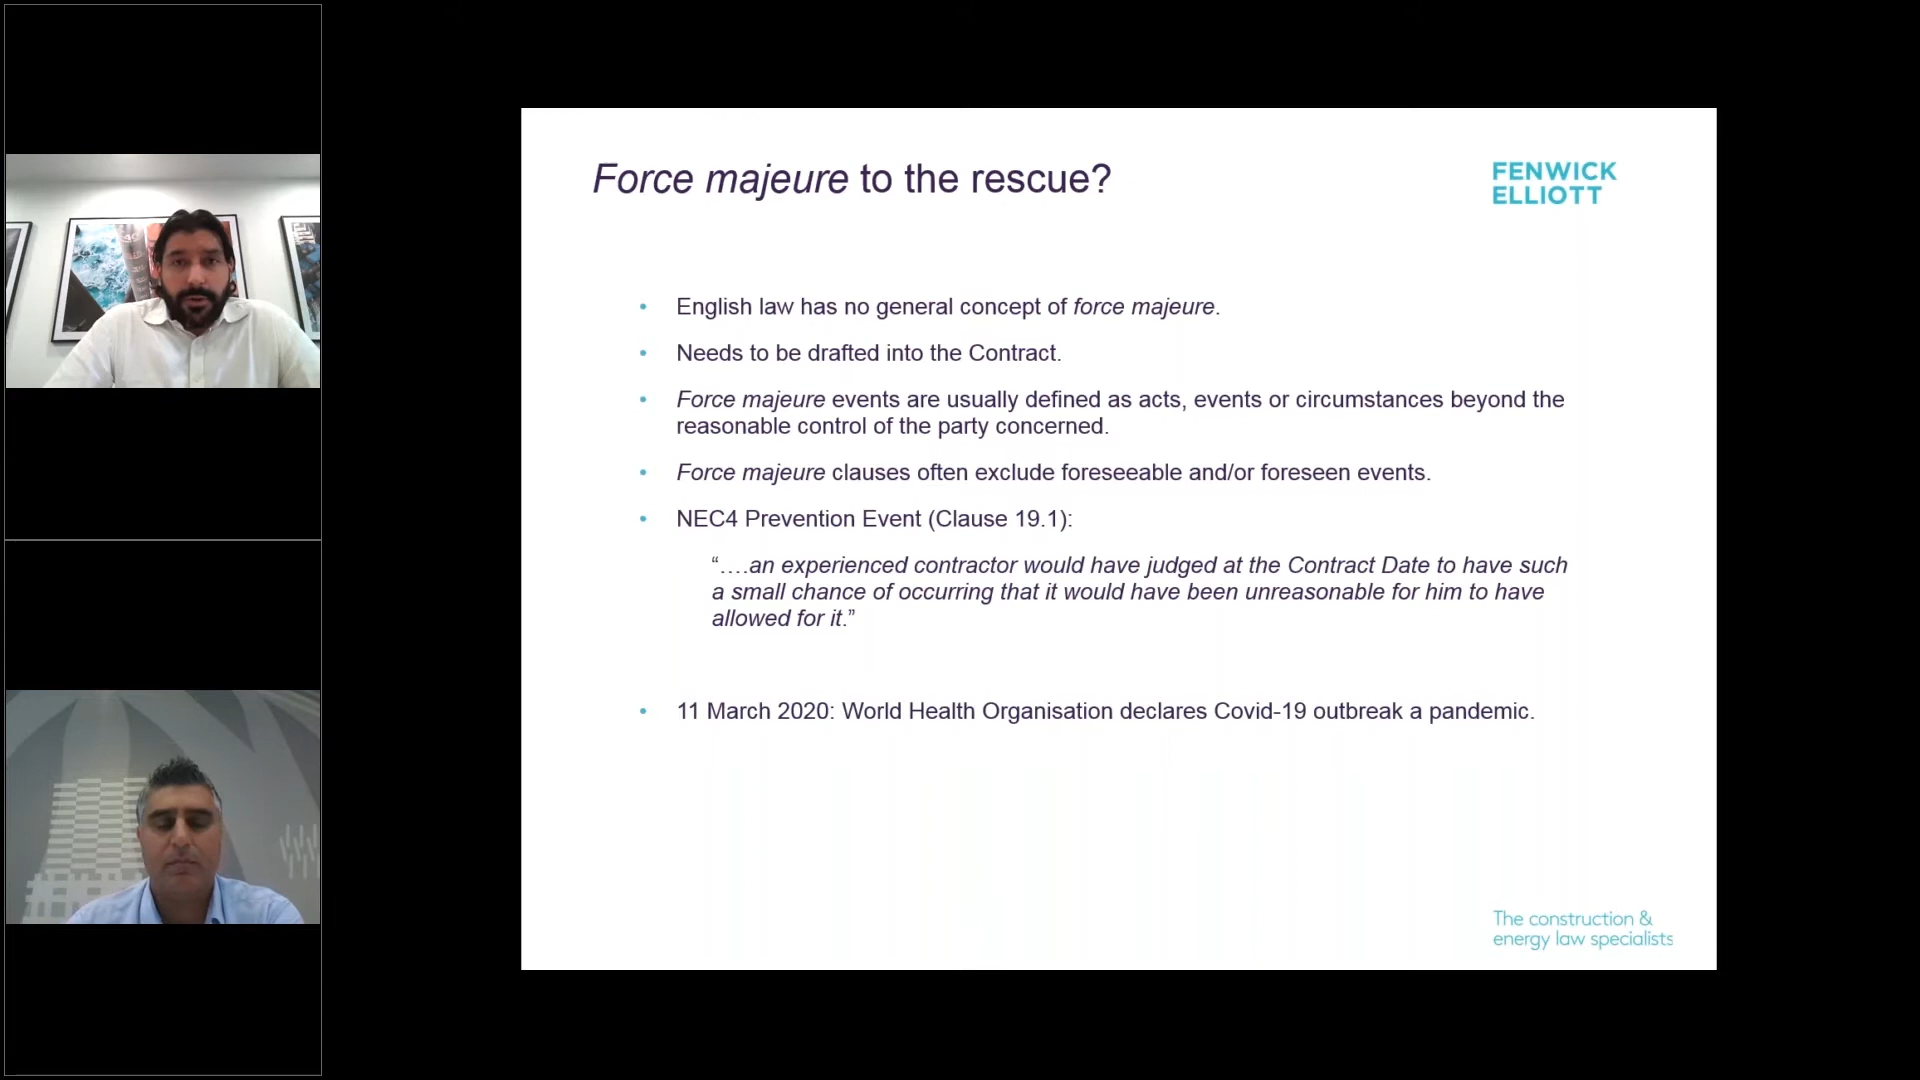 Force majeure to the rescue?
FENWICK
ELLIOTT
• English law has no general concept of force majeure.
• Needs to be drafted into the Contract.
• Force majeure events are usually defined as acts, events or circumstances beyond the
reasonable control of the party concerned.
• Force majeure clauses often exclude foreseeable and/or foreseen events.
• NEC4 Prevention Event (Clause 19.1):
“….an experienced contractor would have judged at the Contract Date to have such
a small chance of occurring that it would have been unreasonable for him to have
allowed for it.”
• 11 March 2020: World Health Organisation declares Covid-19 outbreak a pandemic.
The construction &
energy law specialists